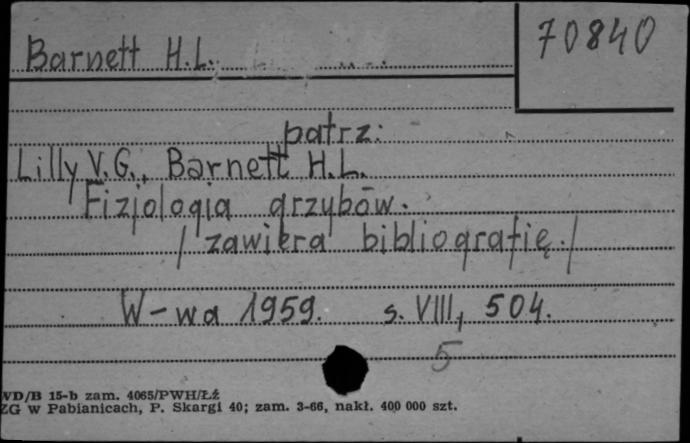 Barnett H.L.
70840
patrz:
Lilly V.G., Barnett H.L.
Fizjologia grzybów.
/ zawiera bibliografię./
W-wa 1959. s. VIII, 504.
5
WD/B 15-b zam. 4065/PWH/Łź
ZG w Pabianicach, P. Skargi 40; zam. 3-66, nakł. 400 000 szt.